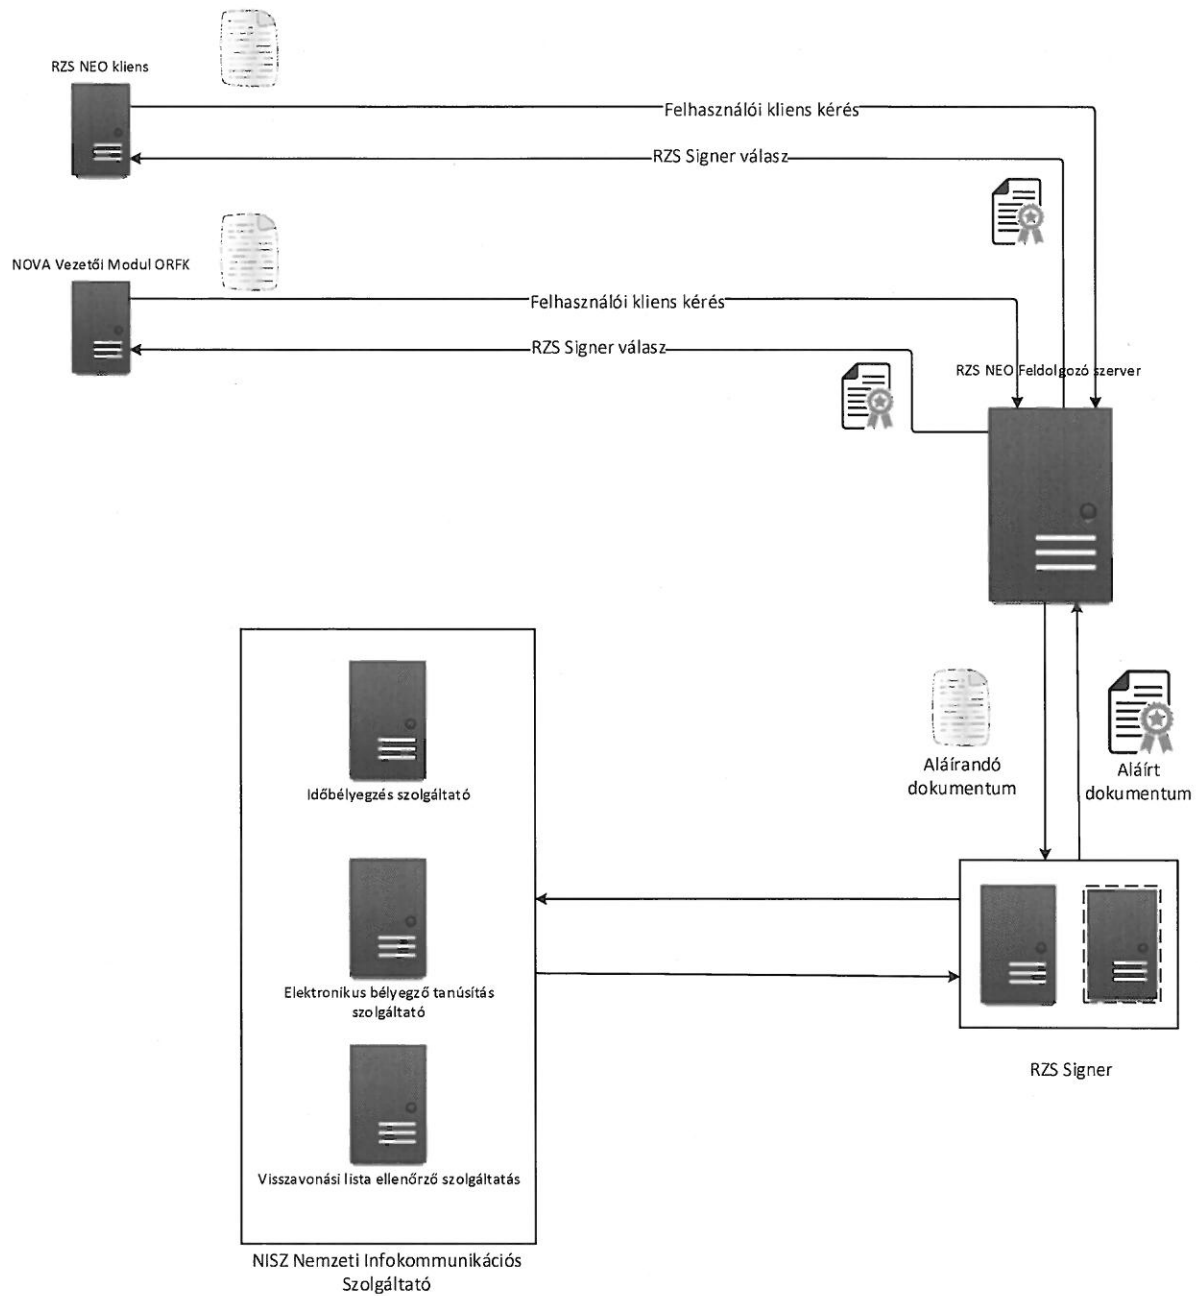 RZS NEO kliens
Felhasználói kliens kérés
RZS Signer válasz
NOVA Vezetői Modul ORFK
Felhasználói kliens kérés
RZS Signer válasz
RZS NEO Feldolgozó szerver
Időbélyegzés szolgáltató
Aláírandó
dokumentum
Aláírt
dokumentum
Elektronikus bélyegző tanúsítás
szolgáltató
RZS Signer
Visszavonási lista ellenőrző szolgáltatás
NISZ Nemzeti Infokommunikációs
Szolgáltató